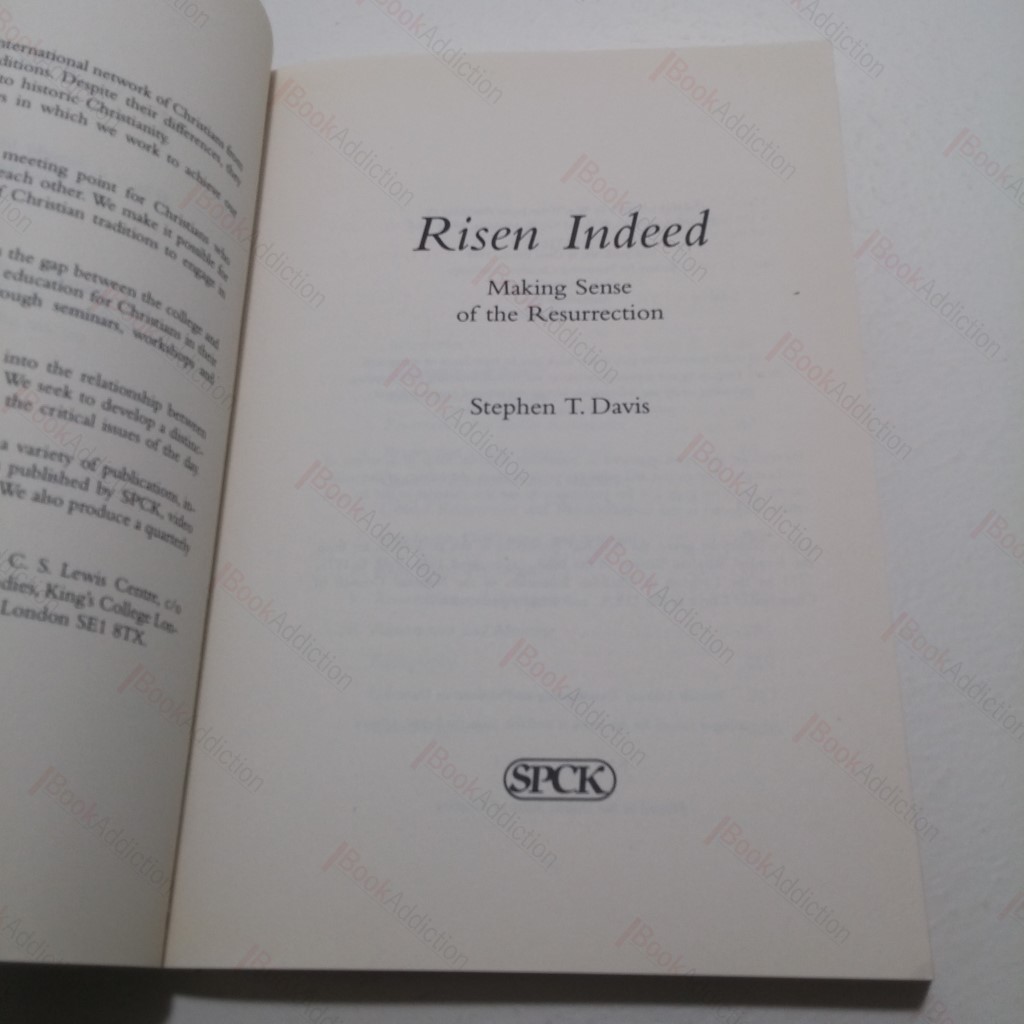 nternational network of Christians from
ditions. Despite their differences, they
to historic Christianity.
s in which we work to achieve our
meeting point for Christians who
each other. We make it possible for
f Christian traditions to engage in
the gap between the college and
education for Christians in their
ough seminars, workshops and
into the relationship between
We seek to develop a distinc-
the critical issues of the day
a variety of publications, in-
published by SPCK, video
We also produce a quarterly
C. S. Lewis Centre, c/o
dies, King's College Lon-
London SE1 8TX.
Risen Indeed
Making Sense
of the Resurrection
Stephen T. Davis
SPCK
BookAddiction